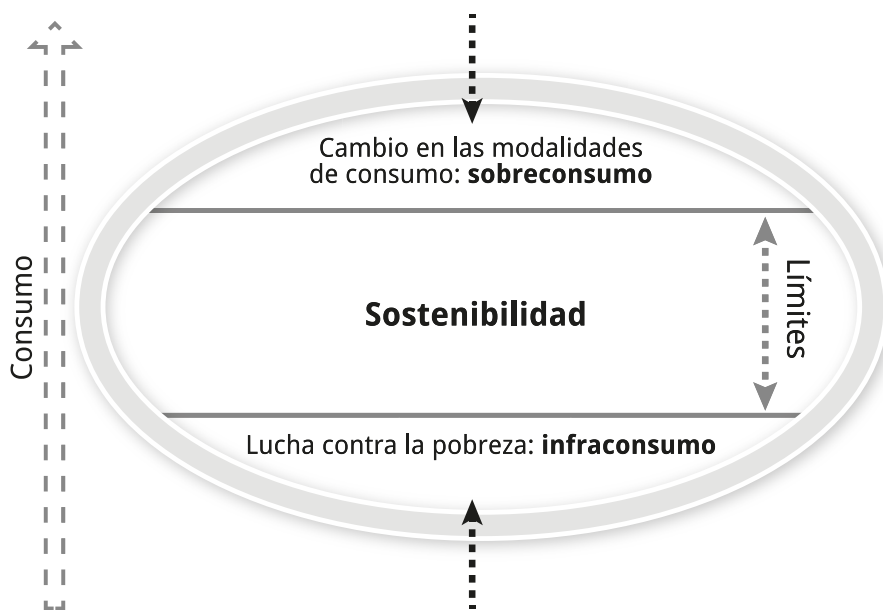 Cambio en las modalidades
de consumo: sobreconsumo
Consumo
Sostenibilidad
Límites
Lucha contra la pobreza: infraconsumo